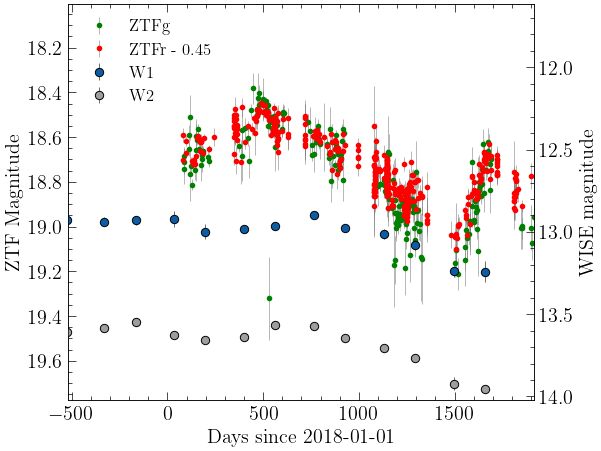 ZTFg
ZTFr - 0.45
W1
W2
18.2
18.4
18.6
18.8
19.0
19.2
19.4
19.6
ZTF Magnitude
12.0
12.5
13.0
13.5
14.0
WISE magnitude
−500
0
500
1000
1500
Days since 2018-01-01